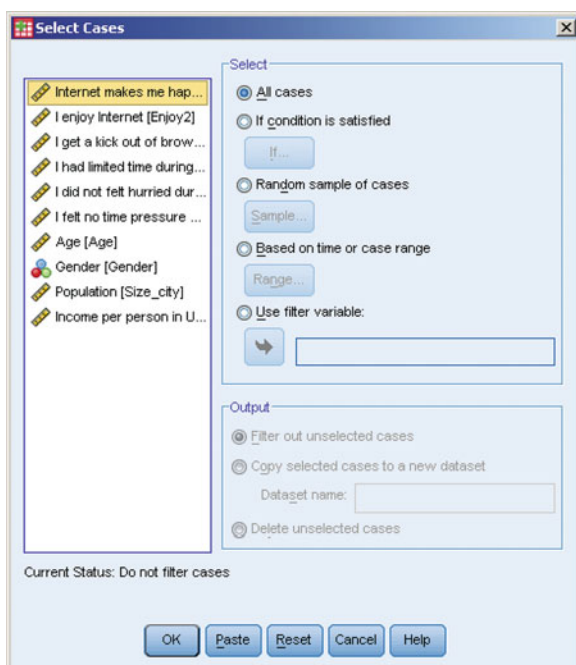 Select Cases
Internet makes me hap...
I enjoy Internet [Enjoy2]
I get a kick out of brow...
I had limited time during...
I did not felt hurried dur...
I felt no time pressure ...
Age [Age]
Gender [Gender]
Population [Size_city]
Income per person in U...
Select
All cases
If condition is satisfied
If...
Random sample of cases
Sample...
Based on time or case range
Range...
Use filter variable:
Output
Filter out unselected cases
Copy selected cases to a new dataset
Dataset name:
Delete unselected cases
Current Status: Do not filter cases
OK Paste Reset Cancel Help